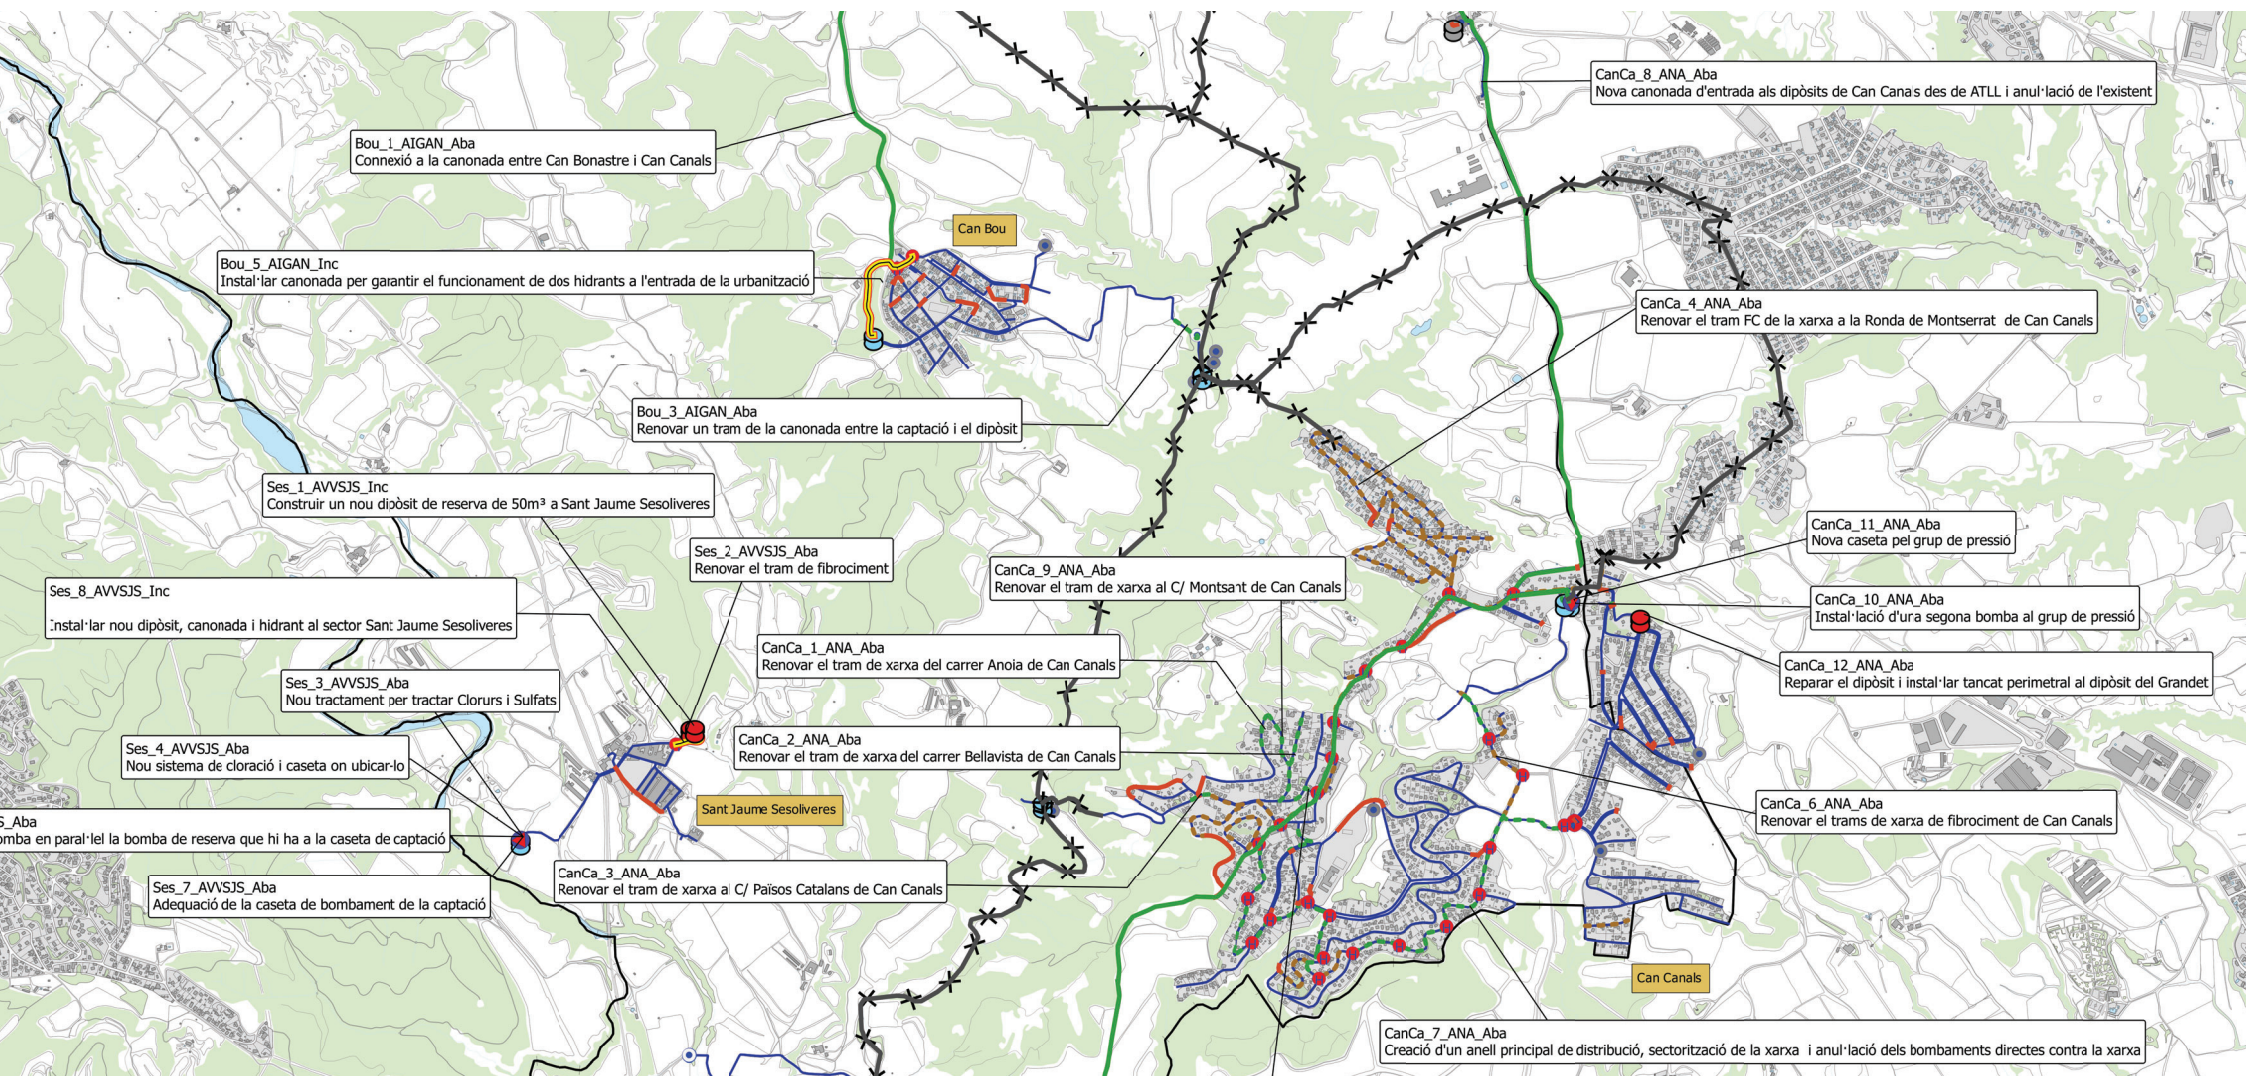 CanCa_8_ANA_Aba
Nova canonada d'entrada als dipòsits de Can Canals des de ATLL i anul·lació de l'existent
Bou_1_AIGAN_Aba
Connexió a la canonada entre Can Bonastre i Can Canals
Can Bou
Bou_5_AIGAN_Inc
Instal·lar canonada per garantir el funcionament de dos hidrants a l'entrada de la urbanització
CanCa_4_ANA_Aba
Renovar el tram FC de la xarxa a la Ronda de Montserrat de Can Canals
Bou_3_AIGAN_Aba
Renovar un tram de la canonada entre la captació i el dipòsit
Ses_1_AVVSJS_Inc
Construir un nou dipòsit de reserva de 50m³ a Sant Jaume Sesoliveres
CanCa_11_ANA_Aba
Nova caseta pel grup de pressió
Ses_2_AVVSJS_Aba
Renovar el tram de fibrociment
CanCa_9_ANA_Aba
Renovar el tram de xarxa al C/ Montsant de Can Canals
Ses_8_AVVSJS_Inc
Instal·lar nou dipòsit, canonada i hidrant al sector Sant Jaume Sesoliveres
CanCa_10_ANA_Aba
Instal·lació d'una segona bomba al grup de pressió
CanCa_1_ANA_Aba
Renovar el tram de xarxa del carrer Anoia de Can Canals
CanCa_12_ANA_Aba
Reparar el dipòsit i instal·lar tancat perimetral al dipòsit del Grandet
Ses_3_AVVSJS_Aba
Nou tractament per tractar Clorurs i Sulfats
CanCa_2_ANA_Aba
Renovar el tram de xarxa del carrer Bellavista de Can Canals
Ses_4_AVVSJS_Aba
Nou sistema de cloració i caseta on ubicar-lo
Sant Jaume Sesoliveres
CanCa_6_ANA_Aba
Renovar el trams de xarxa de fibrociment de Can Canals
S_Aba
omba en paral·lel la bomba de reserva que hi ha a la caseta de captació
CanCa_3_ANA_Aba
Renovar el tram de xarxa al C/ Països Catalans de Can Canals
Ses_7_AVVSJS_Aba
Adequació de la caseta de bombament de la captació
Can Canals
CanCa_7_ANA_Aba
Creació d'un anell principal de distribució, sectorització de la xarxa i anul·lació dels bombaments directes contra la xarxa